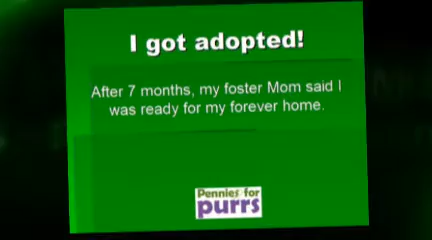 I got adopted!
After 7 months, my foster Mom said I
was ready for my forever home.
Pennies for
purrs